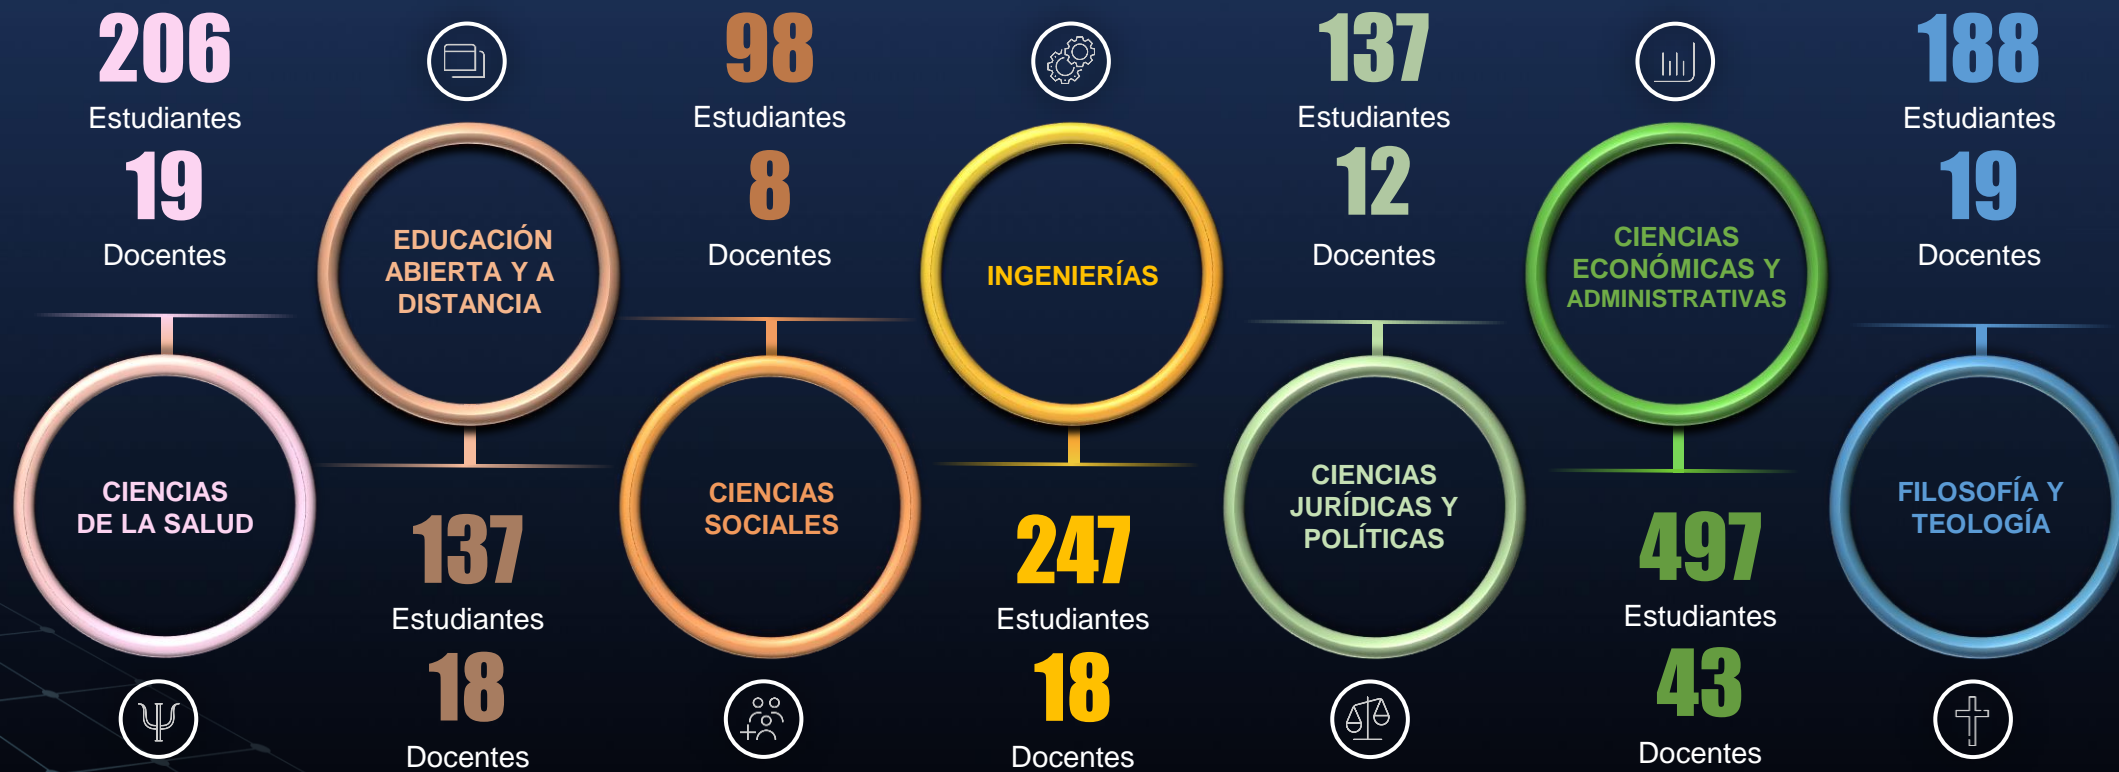 206
Estudiantes
19
Docentes
CIENCIAS
DE LA SALUD
EDUCACIÓN
ABIERTA Y A
DISTANCIA
137
Estudiantes
18
Docentes
98
Estudiantes
8
Docentes
CIENCIAS
SOCIALES
INGENIERÍAS
247
Estudiantes
18
Docentes
137
Estudiantes
12
Docentes
CIENCIAS
JURÍDICAS Y
POLÍTICAS
CIENCIAS
ECONÓMICAS Y
ADMINISTRATIVAS
497
Estudiantes
43
Docentes
188
Estudiantes
19
Docentes
FILOSOFÍA Y
TEOLOGÍA